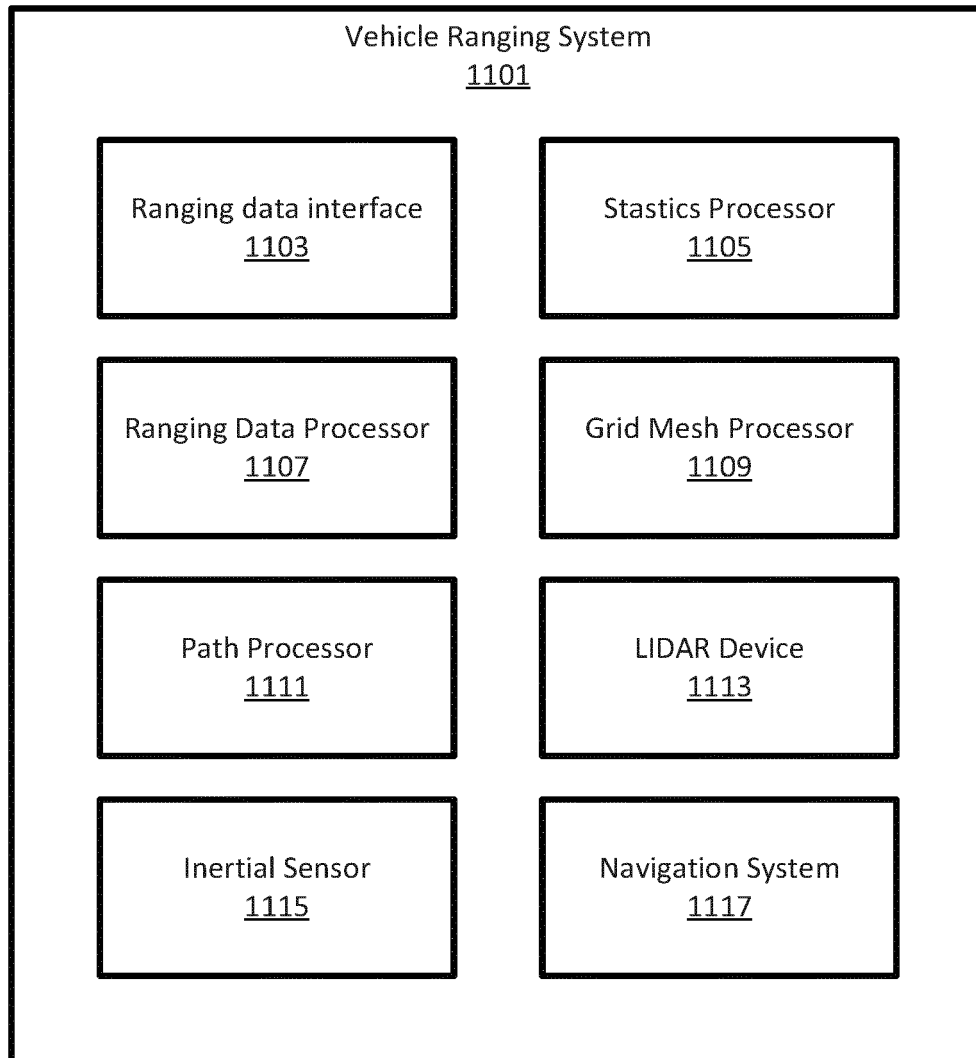 Vehicle Ranging System
1101
Ranging data interface
1103
Stastics Processor
1105
Ranging Data Processor
1107
Grid Mesh Processor
1109
Path Processor
1111
LIDAR Device
1113
Inertial Sensor
1115
Navigation System
1117